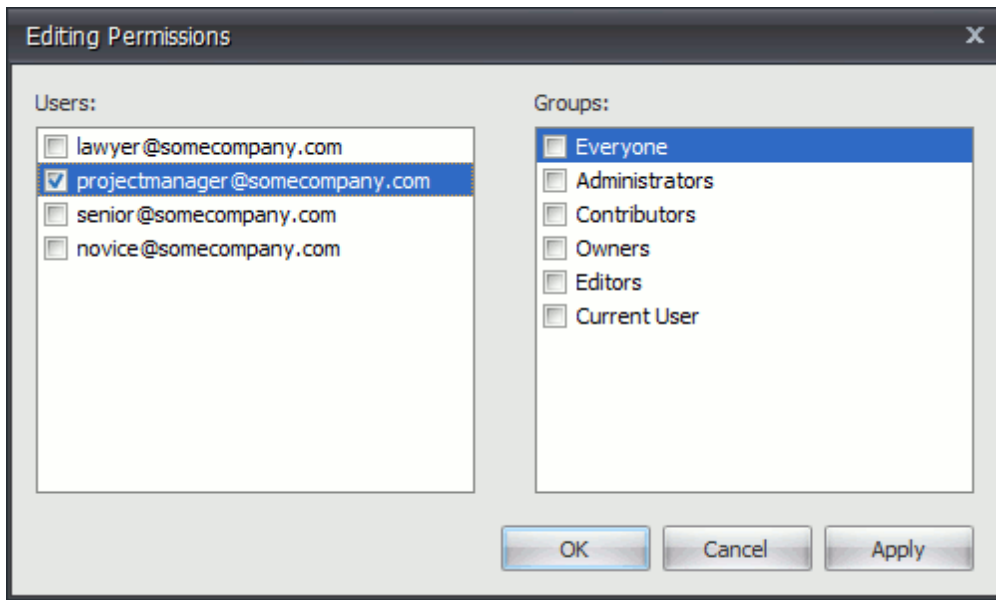 Editing Permissions
X
Users:
lawyer@somecompany.com
projectmanager@somecompany.com
senior@somecompany.com
novice@somecompany.com
Groups:
Everyone
Administrators
Contributors
Owners
Editors
Current User
OK
Cancel
Apply